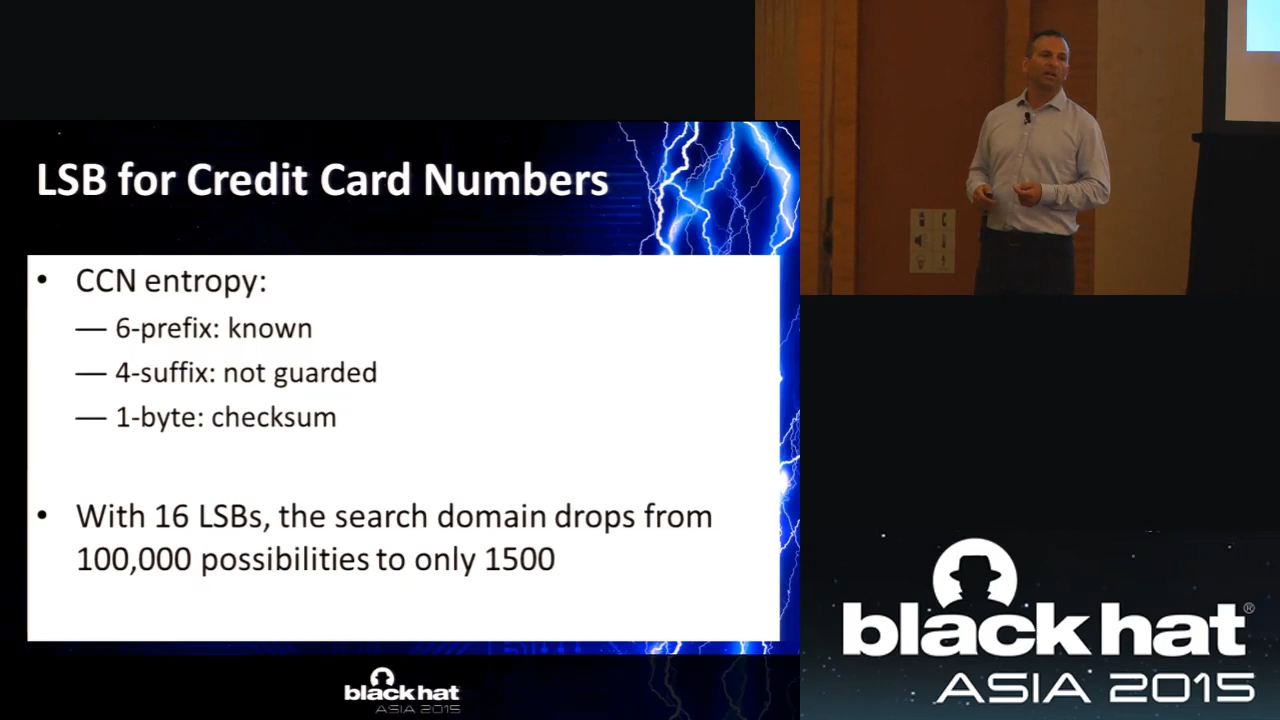 LSB for Credit Card Numbers
• CCN entropy:
— 6-prefix: known
— 4-suffix: not guarded
— 1-byte: checksum
• With 16 LSBs, the search domain drops from
100,000 possibilities to only 1500
black hat
ASIA 2015
black hat®
ASIA 2015